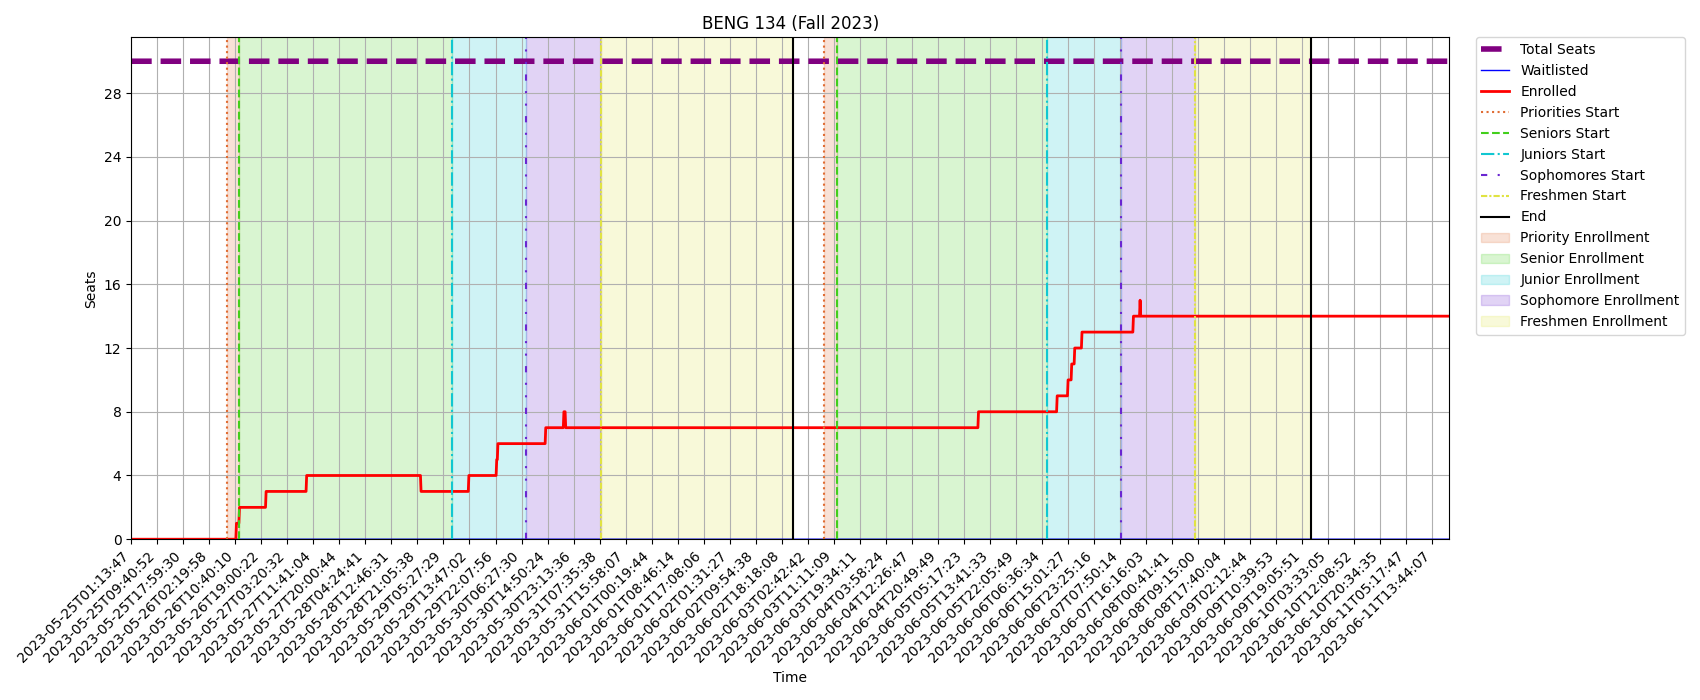 BENG 134 (Fall 2023)
Seats
28
24
20
16
12
8
4
0
2023-05-25T01:13:47
2023-05-25T09:40:52
2023-05-25T17:59:30
2023-05-26T02:19:58
2023-05-26T10:40:10
2023-05-26T19:00:22
2023-05-27T03:20:32
2023-05-27T11:41:04
2023-05-27T20:00:44
2023-05-28T04:24:41
2023-05-28T12:46:31
2023-05-28T21:05:38
2023-05-29T05:27:29
2023-05-29T13:47:02
2023-05-29T22:07:56
2023-05-30T06:27:30
2023-05-30T14:50:24
2023-05-30T23:13:36
2023-05-31T07:35:38
2023-05-31T15:58:07
2023-06-01T00:19:44
2023-06-01T08:46:14
2023-06-01T17:08:06
2023-06-02T01:31:27
2023-06-02T09:54:38
2023-06-02T18:18:08
2023-06-03T02:42:42
2023-06-03T11:11:09
2023-06-03T19:34:11
2023-06-04T03:58:24
2023-06-04T12:26:47
2023-06-04T20:49:49
2023-06-05T05:17:23
2023-06-05T13:41:33
2023-06-05T22:05:49
2023-06-06T06:36:34
2023-06-06T15:01:27
2023-06-06T23:25:16
2023-06-07T07:50:14
2023-06-07T16:16:03
2023-06-08T00:41:41
2023-06-08T09:15:00
2023-06-08T17:40:04
2023-06-09T02:12:44
2023-06-09T10:39:53
2023-06-09T19:05:51
2023-06-10T03:33:05
2023-06-10T12:08:52
2023-06-10T20:34:35
2023-06-11T05:17:47
2023-06-11T13:44:07
Time
Total Seats
Waitlisted
Enrolled
Priorities Start
Seniors Start
Juniors Start
Sophomores Start
Freshmen Start
End
Priority Enrollment
Senior Enrollment
Junior Enrollment
Sophomore Enrollment
Freshmen Enrollment